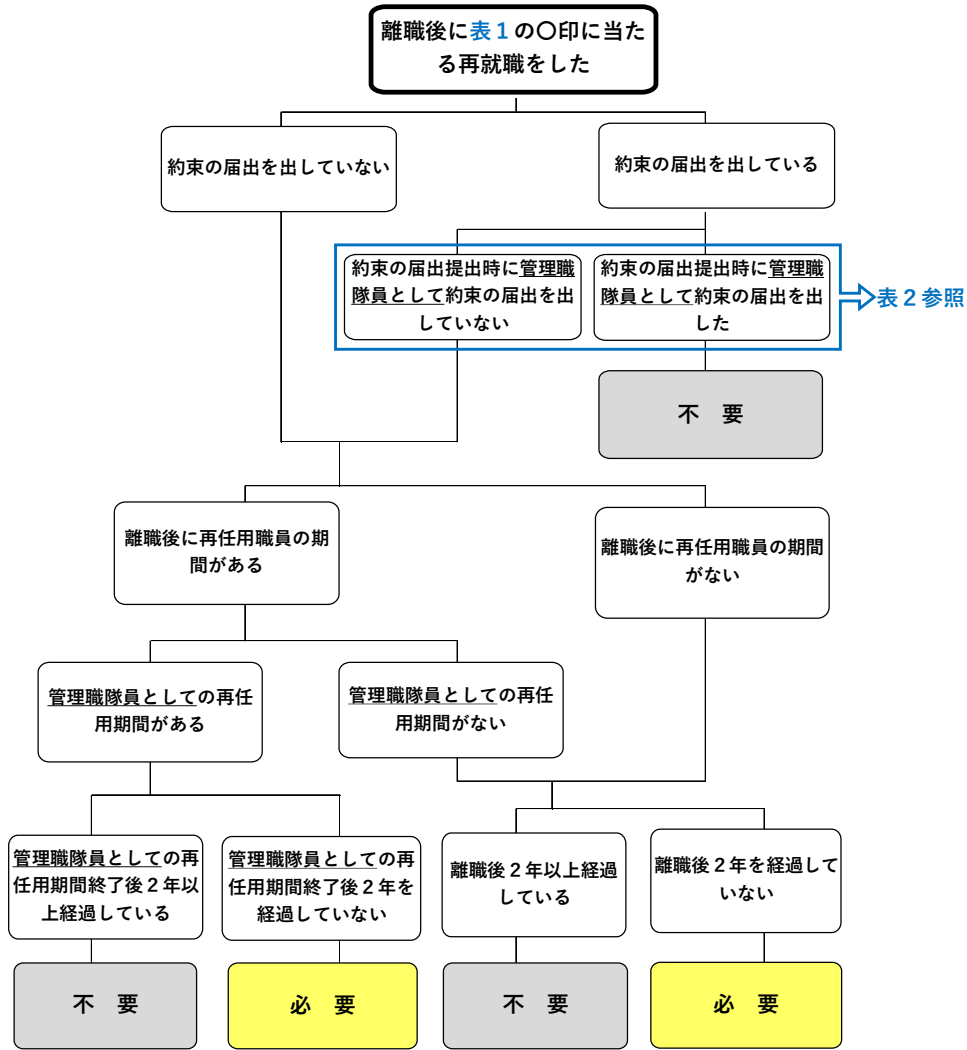 離職後に表１の〇印に当た
る再就職をした
約束の届出を出していない
約束の届出を出している
約束の届出提出時に管理職
隊員として約束の届出を出
していない
約束の届出提出時に管理職
隊員として約束の届出を出
した
表２参照
不　要
離職後に再任用職員の期
間がある
離職後に再任用職員の期間
がない
管理職隊員としての再任
用期間がある
管理職隊員としての再任
用期間がない
管理職隊員としての再
任用期間終了後２年以
上経過している
管理職隊員としての再
任用期間終了後２年を
経過していない
離職後２年以上経過
している
離職後２年を経過して
いない
不　要
必　要
不　要
必　要